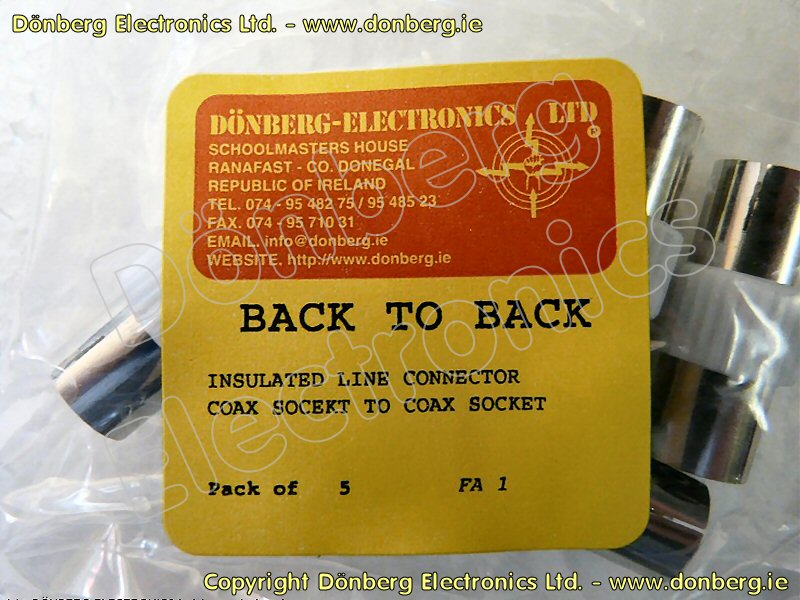 Dönberg Electronics Ltd. - www.donberg.ie
DÖNBERG-ELECTRONICS LTD
SCHOOLMASTERS HOUSE
RANAFAST - CO. DONEGAL
REPUBLIC OF IRELAND
TEL. 074 - 95 482 75 / 95 485 23
FAX. 074 - 95 710 31
EMAIL. info@donberg.ie
WEBSITE. http://www.donberg.ie
Dönberg Electronics
BACK TO BACK
INSULATED LINE CONNECTOR
COAX SOCEKT TO COAX SOCKET
Pack of 5 FA 1
Copyright Dönberg Electronics Ltd. - www.donberg.ie